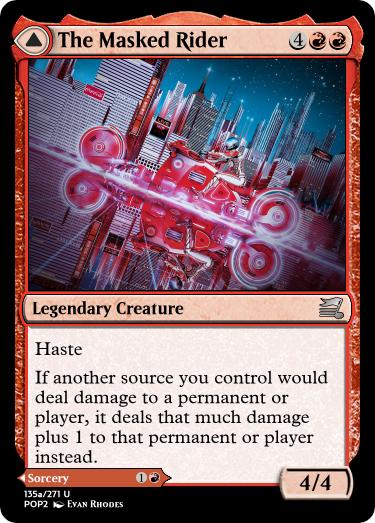 The Masked Rider 4
Legendary Creature
Haste
If another source you control would
deal damage to a permanent or
player, it deals that much damage
plus 1 to that permanent or player
instead.
Sorcery 1
4/4
135a/271 U
POP2 Evan Rhodes